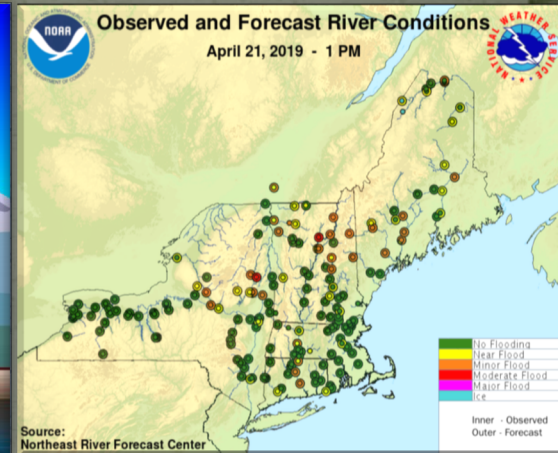 Observed and Forecast River Conditions
April 21, 2019 - 1 PM
NOAA
NATIONAL WEATHER SERVICE
No Flooding
Near Flood
Minor Flood
Moderate Flood
Major Flood
Ice
Inner - Observed
Outer - Forecast
Source:
Northeast River Forecast Center